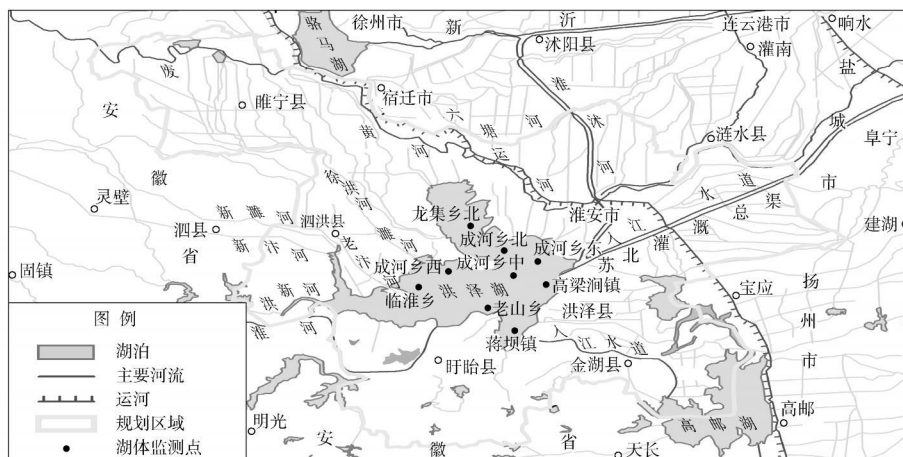 徐州市
新
沂
连云港市
响水
骆马湖
沭阳县
灌南
废
安
睢宁县
宿迁市
淮
盐
黄
六
塘
沭
河
城
涟水县
阜宁
河
运
河
河
徽
徐洪河
水道
市
灵壁
龙集乡北
淮安市
渠
泗县
新濉河
泗洪县
濉河
入江
灌溉总
建湖
成河乡北
省
新汴河
老汴河
成河乡西
成河乡中
成河乡东
苏北
扬
固镇
高梁涧镇
宝应
新河
洪
临淮乡
洪泽湖
老山乡
洪泽县
州
淮河
蒋坝镇
入江水道
市
图例
湖泊
盱眙县
金湖县
主要河流
运河
高邮
规划区域
明光
高邮湖
湖体监测点
安
徽
省
天长